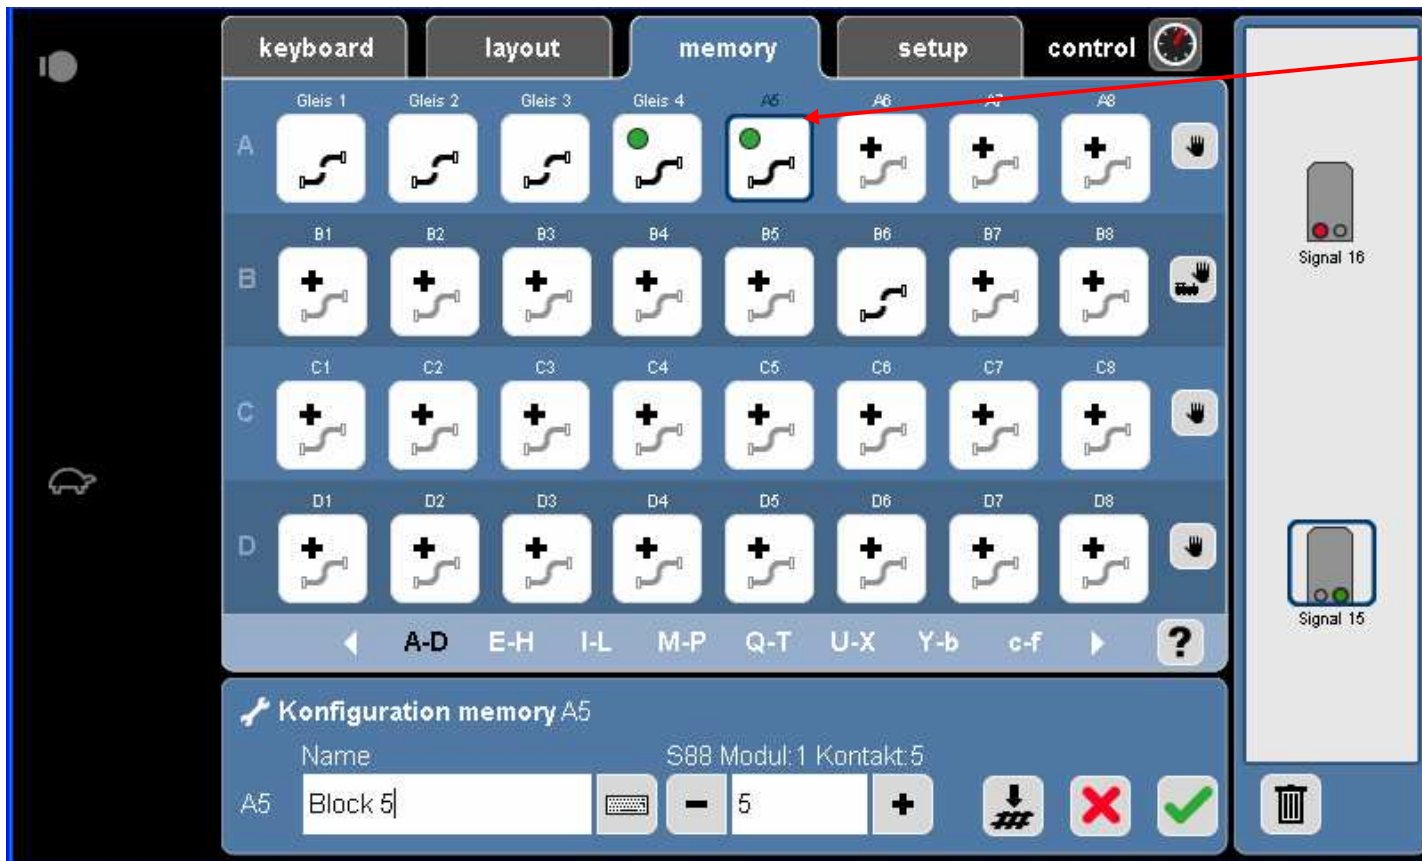 keyboard layout memory setup control
Gleis 1 Gleis 2 Gleis 3 Gleis 4 A5 A6 A7 A8
A
Signal 16
B1 B2 B3 B4 B5 B6 B7 B8
B
C1 C2 C3 C4 C5 C6 C7 C8
C
D1 D2 D3 D4 D5 D6 D7 D8
D
Signal 15
A-D E-H I-L M-P Q-T U-X Y-b c-f ?
Konfiguration memory A5
Name S88 Modul:1 Kontakt:5
A5 Block 5 - 5 +